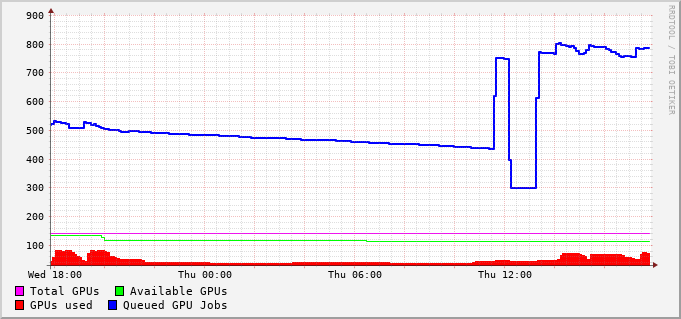 900
800
700
600
500
400
300
200
100
Wed 18:00 Thu 00:00 Thu 06:00 Thu 12:00
Total GPUs Available GPUs
GPUs used Queued GPU Jobs
RRDTOOL / TOBI OETIKER